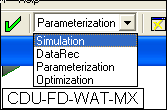 Parameterization
Simulation
DataRec
Parameterization
Optimization
CDU-FD-WAT-MX